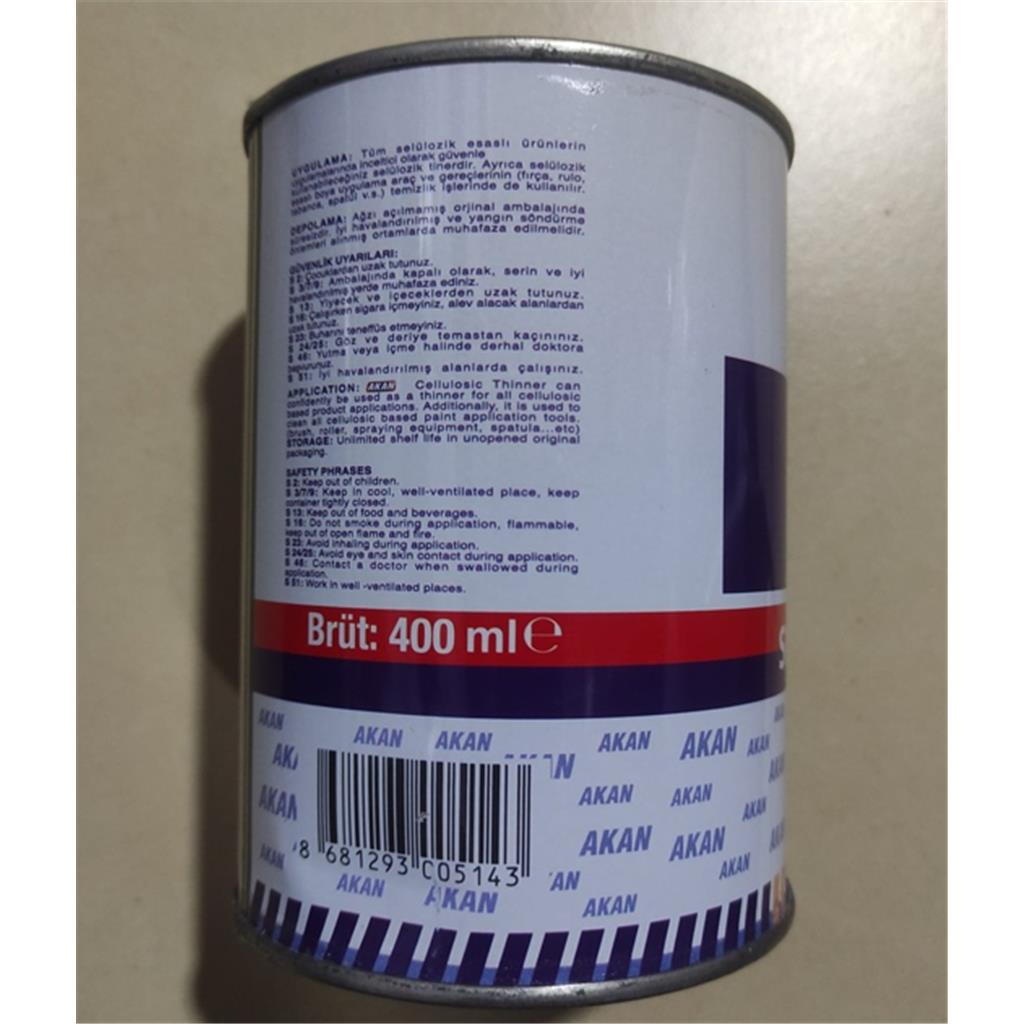 UYGULAMA: Tüm selülozik esaslı ürünlerin
uygulamalarında inceltici olarak güvenle
kullanabileceğiniz selülozik tinerdir. Ayrıca selülozik
esaslı boya uygulama araç ve gereçlerinin (fırça, rulo,
tabanca, spatül v.s.) temizlik işlerinde de kullanılır.
DEPOLAMA: Ağzı açılmamış orjinal ambalajında
süresizdir. İyi havalandırılmış ve yangın söndürme
önlemleri alınmış ortamlarda muhafaza edilmelidir.
GÜVENLİK UYARILARI:
S 2: Çocuklardan uzak tutunuz.
S 3/7/9: Ambalajında kapalı olarak, serin ve iyi
havalandırılmış yerde muhafaza ediniz.
S 13: Yiyecek ve içeceklerden uzak tutunuz.
S 16: Çalışırken sigara içmeyiniz, alev alacak alanlardan
uzak tutunuz.
S 23: Buharını teneffüs etmeyiniz.
S 24/25: Göz ve deriye temastan kaçınınız.
S 46: Yutma veya içme halinde derhal doktora
başvurunuz.
S 51: İyi havalandırılmış alanlarda çalışınız.
APPLICATION: AKAN Cellulosic Thinner can
confidently be used as a thinner for all cellulosic
based product applications. Additionally, it is used to
clean all cellulosic based paint application tools.
(brush, roller, spraying equipment, spatula...etc)
STORAGE: Unlimited shelf life in unopened original
packaging.
SAFETY PHRASES
S 2: Keep out of children.
S 3/7/9: Keep in cool, well-ventilated place, keep
container tightly closed.
S 13: Keep out of food and beverages.
S 16: Do not smoke during application, flammable,
keep out of open flame and fire.
S 23: Avoid inhaling during application.
S 24/25: Avoid eye and skin contact during application.
S 46: Contact a doctor when swallowed during
application.
S 51: Work in well -ventilated places.
Brüt: 400 ml e
AKAN AKAN AKAN AKAN AKAN AKAN
AKAN AKAN AKAN AKAN
AKAN AKAN AKAN AKAN
8 681293 005143
AKAN AKAN AKAN